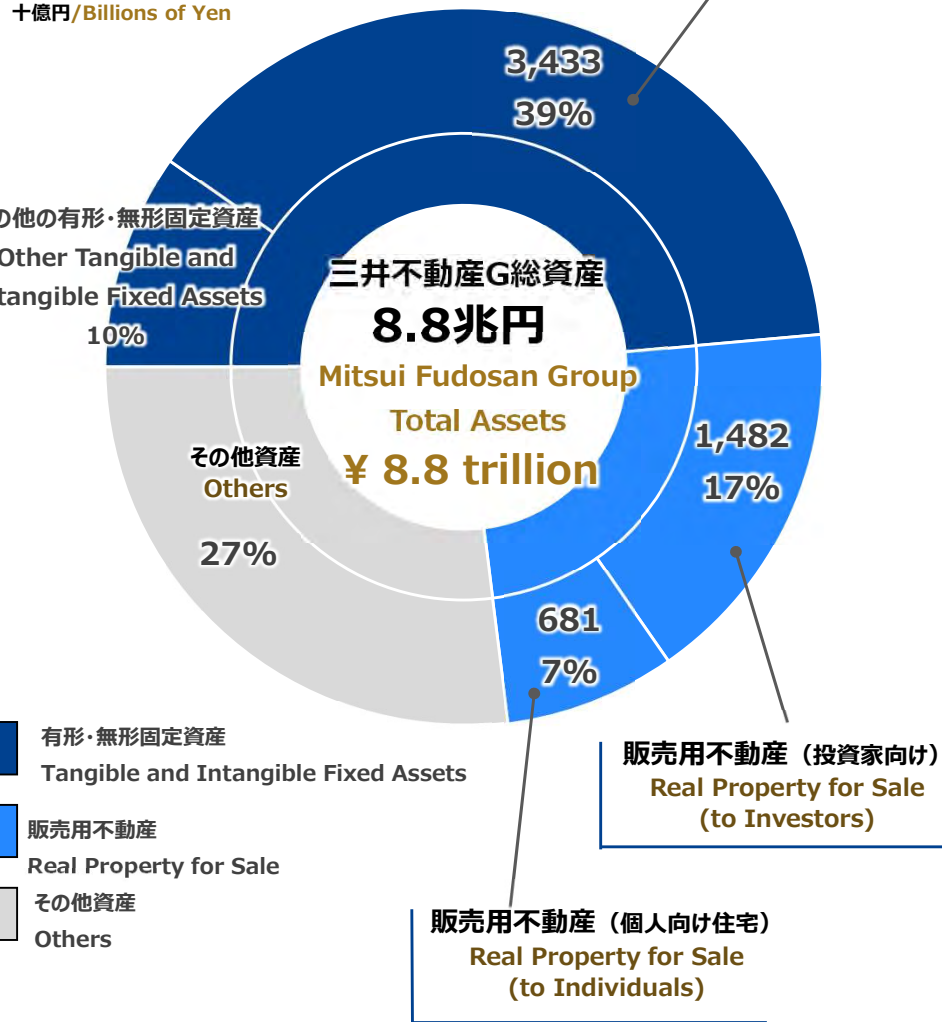 十億円/Billions of Yen
3,433
39%
の他の有形・無形固定資産
Other Tangible and
tangible Fixed Assets
10%
三井不動産G総資産
8.8兆円
Mitsui Fudosan Group
Total Assets
¥ 8.8 trillion
1,482
17%
その他資産
Others
27%
681
7%
有形・無形固定資産
Tangible and Intangible Fixed Assets
販売用不動産（投資家向け）
Real Property for Sale
(to Investors)
販売用不動産
Real Property for Sale
その他資産
Others
販売用不動産（個人向け住宅）
Real Property for Sale
(to Individuals)